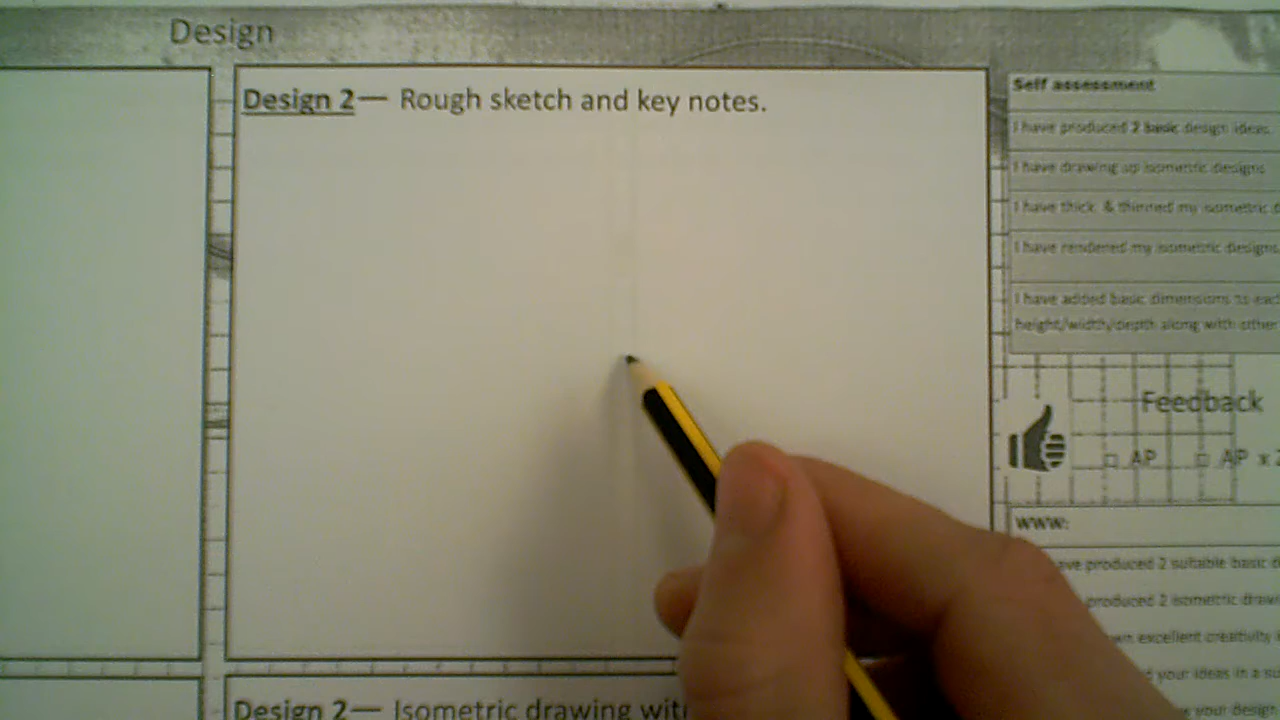 Design
Design 2— Rough sketch and key notes.
Self assessment
I have produced 2 basic design ideas.
I have drawing up isometric designs
I have thick & thinned my isometric
I have rendered my isometric designs
I have added basic dimensions to
height/width/depth along with other
Feedback
AP AP x 2
WWW:
produced 2 suitable basic
produced 2 isometric
excellent creativity
your ideas in a
your design
Design 2— Isometric drawing